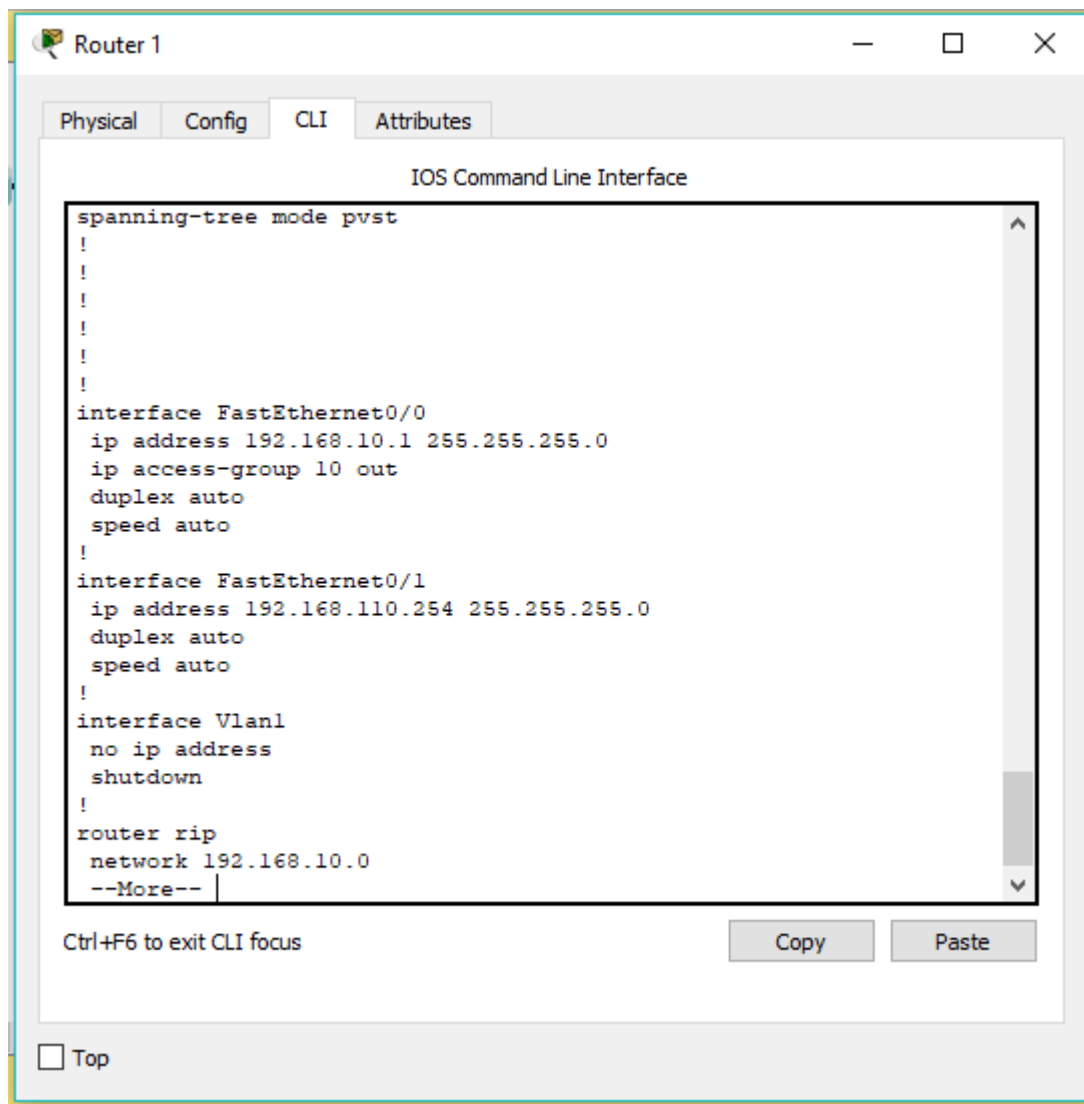 Router 1
Physical Config CLI Attributes
IOS Command Line Interface
spanning-tree mode pvst
!
!
!
!
!
!
interface FastEthernet0/0
ip address 192.168.10.1 255.255.255.0
ip access-group 10 out
duplex auto
speed auto
!
interface FastEthernet0/1
ip address 192.168.110.254 255.255.255.0
duplex auto
speed auto
!
interface Vlan1
no ip address
shutdown
!
router rip
network 192.168.10.0
--More--
Ctrl+F6 to exit CLI focus
Copy Paste
Top